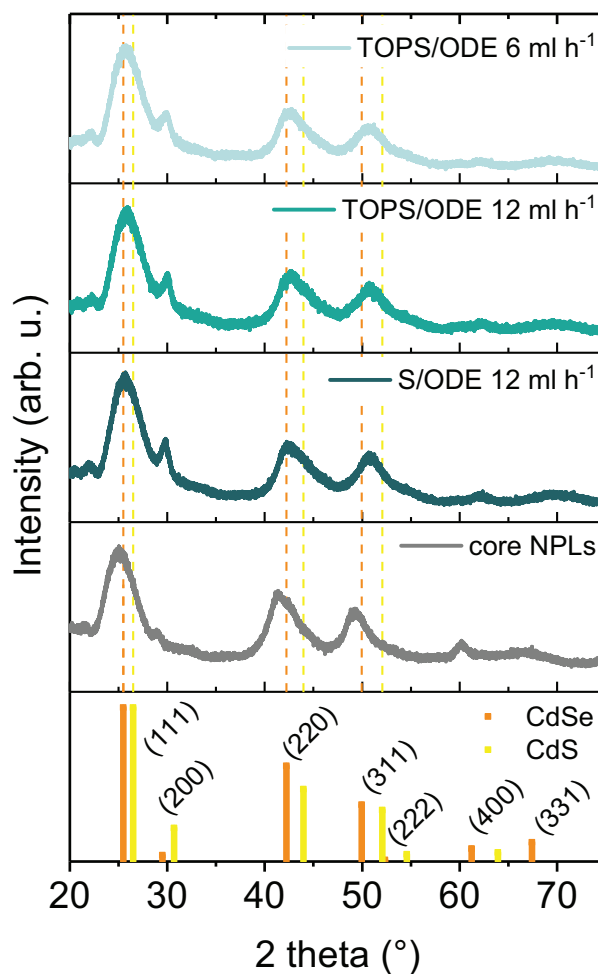 TOPS/ODE 6 ml h⁻¹
TOPS/ODE 12 ml h⁻¹
S/ODE 12 ml h⁻¹
core NPLs
Intensity (arb. u.)
CdSe
CdS
(111)
(200)
(220)
(311)
(222)
(400)
(331)
20 30 40 50 60 70
2 theta (°)